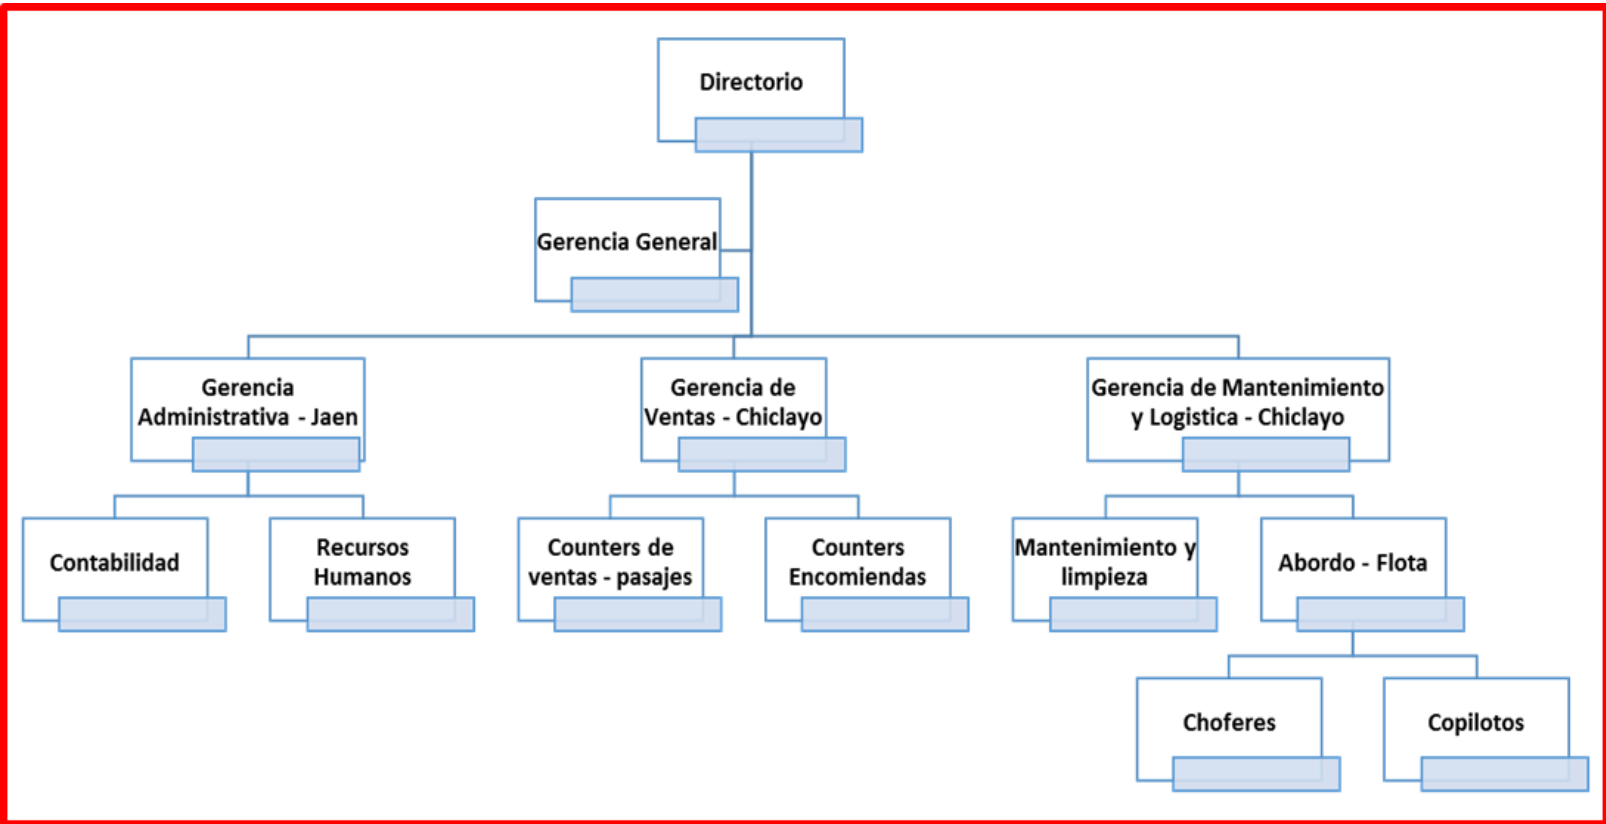 Directorio
Gerencia General
Gerencia
Administrativa - Jaen
Gerencia de
Ventas - Chiclayo
Gerencia de Mantenimiento
y Logistica - Chiclayo
Contabilidad
Recursos
Humanos
Counters de
ventas - pasajes
Counters
Encomiendas
Mantenimiento y
limpieza
Abordo - Flota
Choferes
Copilotos